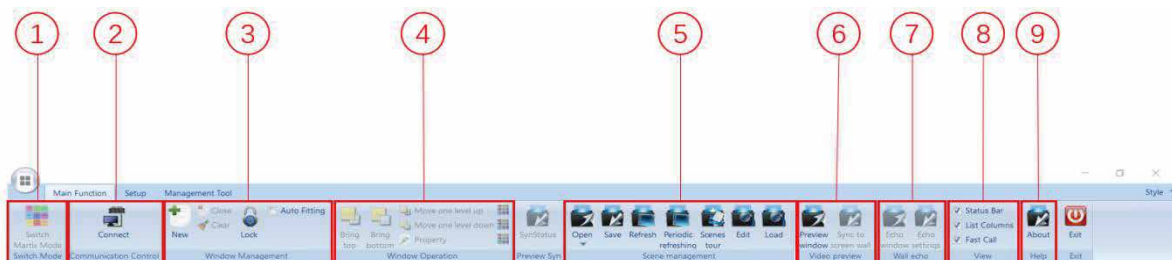 1 2 3 4 5 6 7 8 9
Main Function Setup Management Tool Style
Switch
Martix Mode
Switch Mode
Connect
Communication Control
New
Close
Clear
Lock
Auto Fitting
Window Management
Bring
top
Bring
bottom
Move one level up
Move one level down
Property
Window Operation
SynStatus
Preview Syn
Open
Save
Refresh
Periodic
refreshing
Scenes
tour
Edit
Load
Scene management
Preview
window
Sync to
screen wall
Video preview
Echo
window
Echo
settings
Wall echo
Status Bar
List Columns
Fast Call
View
About
Help
Exit
Exit